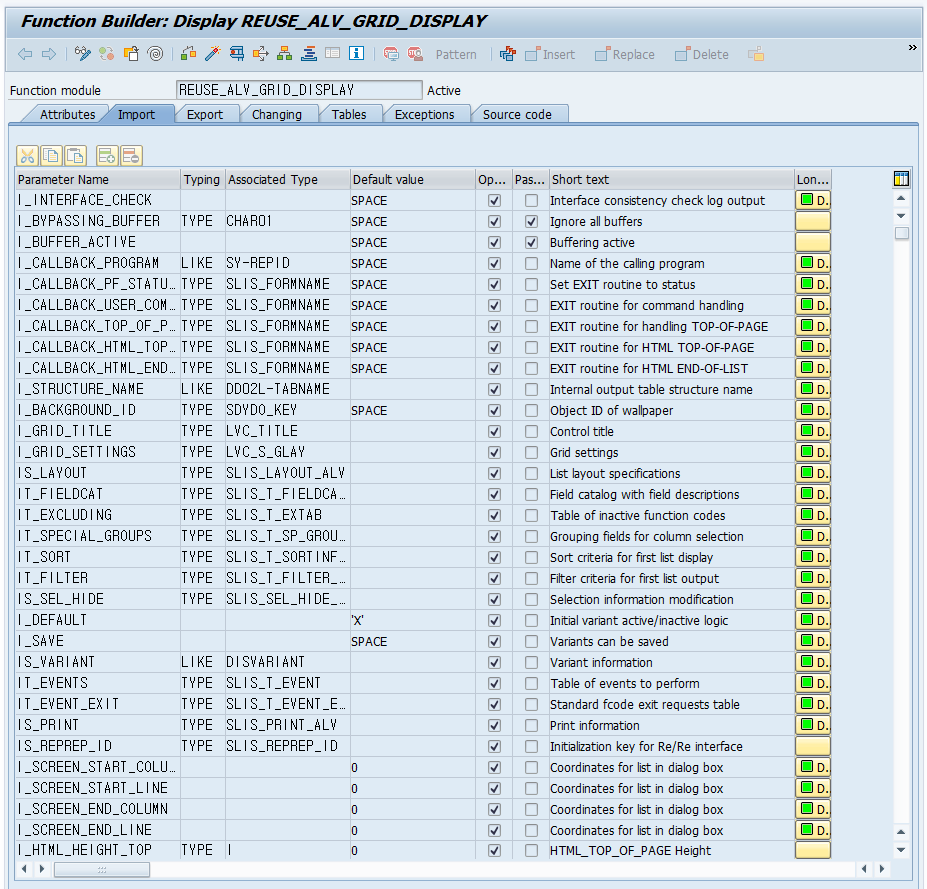 Function Builder: Display REUSE_ALV_GRID_DISPLAY
Pattern Insert Replace Delete »
Function module REUSE_ALV_GRID_DISPLAY Active
Attributes Import Export Changing Tables Exceptions Source code
Parameter Name Typing Associated Type Default value Op... Pas... Short text Lon...
I_INTERFACE_CHECK SPACE Interface consistency check log output D.
I_BYPASSING_BUFFER TYPE CHAR01 SPACE Ignore all buffers
I_BUFFER_ACTIVE SPACE Buffering active
I_CALLBACK_PROGRAM LIKE SY-REPID SPACE Name of the calling program D.
I_CALLBACK_PF_STATU... TYPE SLIS_FORMNAME SPACE Set EXIT routine to status D.
I_CALLBACK_USER_COM... TYPE SLIS_FORMNAME SPACE EXIT routine for command handling D.
I_CALLBACK_TOP_OF_P... TYPE SLIS_FORMNAME SPACE EXIT routine for handling TOP-OF-PAGE D.
I_CALLBACK_HTML_TOP... TYPE SLIS_FORMNAME SPACE EXIT routine for HTML TOP-OF-PAGE D.
I_CALLBACK_HTML_END... TYPE SLIS_FORMNAME SPACE EXIT routine for HTML END-OF-LIST D.
I_STRUCTURE_NAME LIKE DD02L-TABNAME Internal output table structure name D.
I_BACKGROUND_ID TYPE SDYDO_KEY SPACE Object ID of wallpaper D.
I_GRID_TITLE TYPE LVC_TITLE Control title D.
I_GRID_SETTINGS TYPE LVC_S_GLAY Grid settings D.
IS_LAYOUT TYPE SLIS_LAYOUT_ALV List layout specifications D.
IT_FIELDCAT TYPE SLIS_T_FIELDCA... Field catalog with field descriptions D.
IT_EXCLUDING TYPE SLIS_T_EXTAB Table of inactive function codes D.
IT_SPECIAL_GROUPS TYPE SLIS_T_SP_GROU... Grouping fields for column selection D.
IT_SORT TYPE SLIS_T_SORTINF... Sort criteria for first list display D.
IT_FILTER TYPE SLIS_T_FILTER_... Filter criteria for first list output D.
IS_SEL_HIDE TYPE SLIS_SEL_HIDE_... Selection information modification D.
I_DEFAULT 'X' Initial variant active/inactive logic D.
I_SAVE SPACE Variants can be saved D.
IS_VARIANT LIKE DISVARIANT Variant information D.
IT_EVENTS TYPE SLIS_T_EVENT Table of events to perform D.
IT_EVENT_EXIT TYPE SLIS_T_EVENT_E... Standard fcode exit requests table D.
IS_PRINT TYPE SLIS_PRINT_ALV Print information D.
IS_REPREP_ID TYPE SLIS_REPREP_ID Initialization key for Re/Re interface
I_SCREEN_START_COLU... 0 Coordinates for list in dialog box D.
I_SCREEN_START_LINE 0 Coordinates for list in dialog box D.
I_SCREEN_END_COLUMN 0 Coordinates for list in dialog box D.
I_SCREEN_END_LINE 0 Coordinates for list in dialog box D.
I_HTML_HEIGHT_TOP TYPE I 0 HTML_TOP_OF_PAGE Height